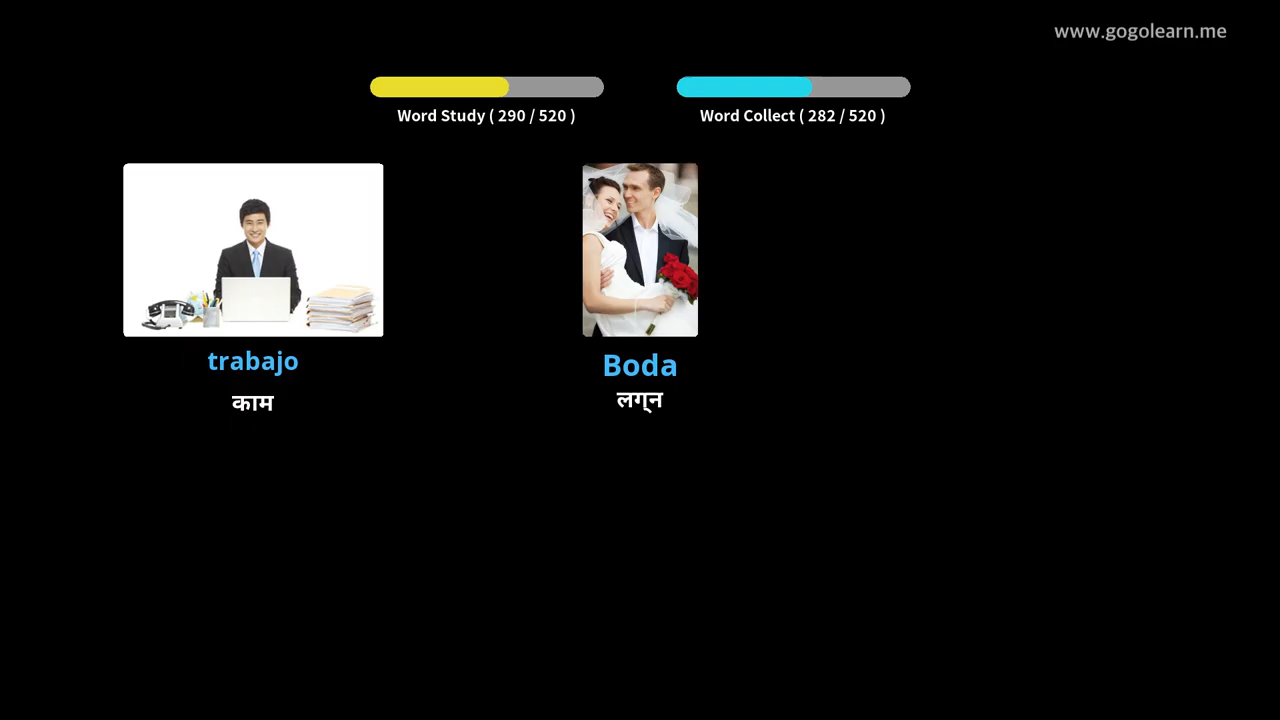 www.gogolearn.me
Word Study ( 290 / 520 )
Word Collect ( 282 / 520 )
trabajo
काम
Boda
लग्न